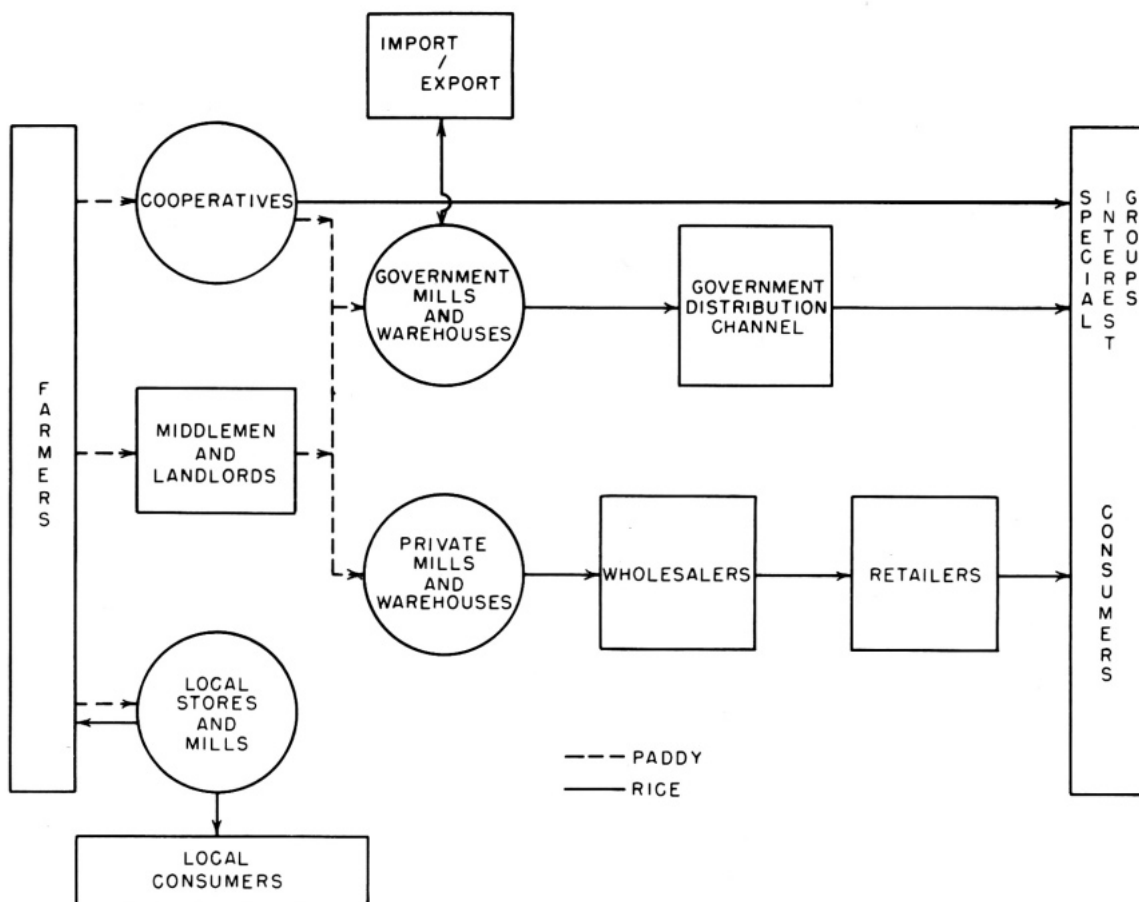 IMPORT
/
EXPORT
COOPERATIVES
GOVERNMENT
MILLS
AND
WAREHOUSES
GOVERNMENT
DISTRIBUTION
CHANNEL
SPECIAL
INTEREST
GROUPS
FARMERS
MIDDLEMEN
AND
LANDLORDS
PRIVATE
MILLS
AND
WAREHOUSES
WHOLESALERS
RETAILERS
CONSUMERS
LOCAL
STORES
AND
MILLS
PADDY
RICE
LOCAL
CONSUMERS